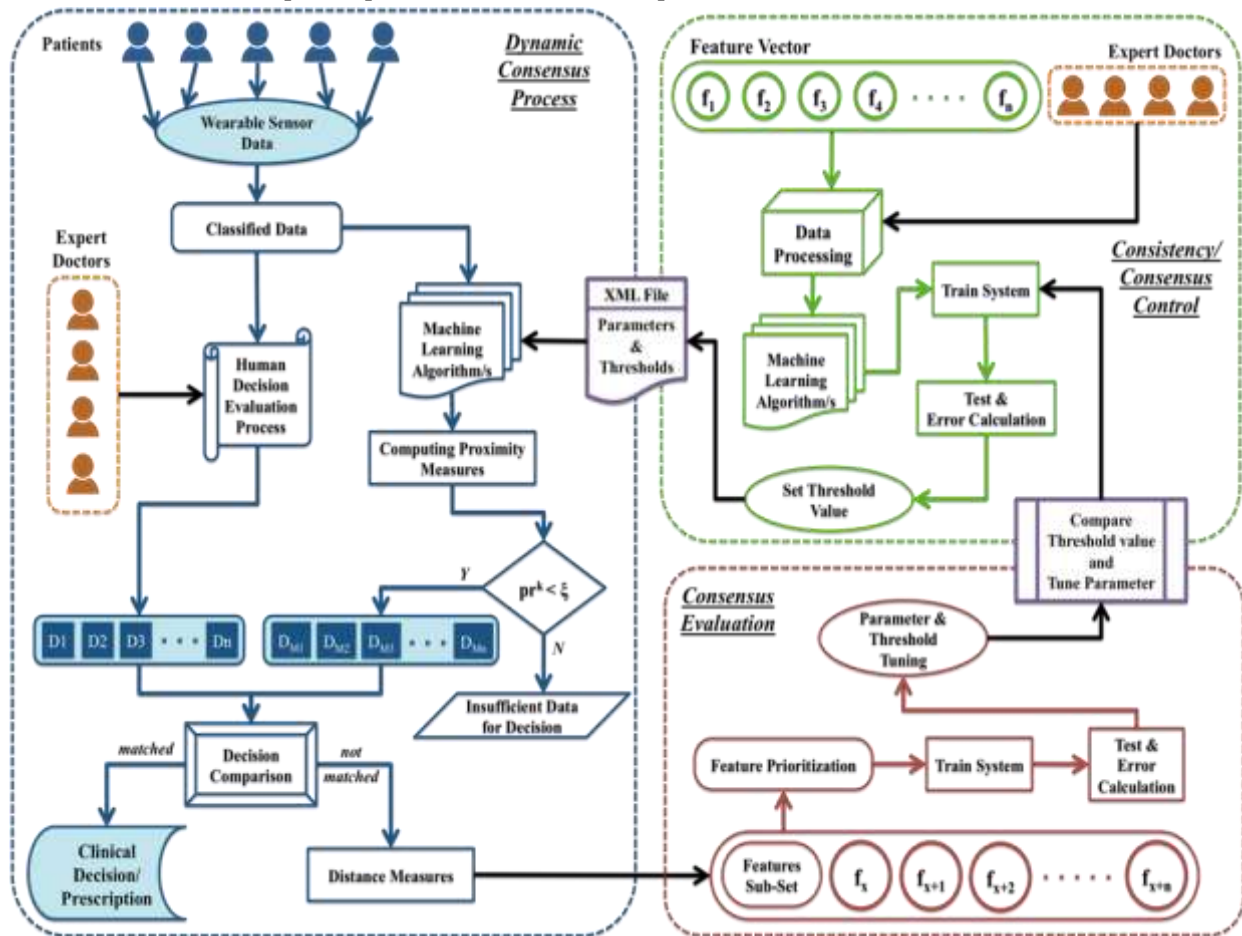 Patients
Dynamic
Consensus
Process
Wearable Sensor
Data
Classified Data
Expert
Doctors
Human
Decision
Evaluation
Process
Machine
Learning
Algorithm/s
Computing Proximity
Measures
Y
prᵏ < ξ
N
D1 D2 D3 • • • Dn
D_M1 D_M2 D_M3 • • • D_Mn
Insufficient Data
for Decision
matched
Decision
Comparison
not
matched
Clinical
Decision/
Prescription
Distance Measures
XML File
Parameters
&
Thresholds
Feature Vector
Expert Doctors
f₁ f₂ f₃ f₄ · · · · · fₙ
Data
Processing
Consistency/
Consensus
Control
Train System
Machine
Learning
Algorithm/s
Test &
Error Calculation
Set Threshold
Value
Compare
Threshold value
and
Tune Parameter
Consensus
Evaluation
Parameter &
Threshold
Tuning
Feature Prioritization
Train System
Test &
Error
Calculation
Features
Sub-Set
fₓ fₓ₊₁ fₓ₊₂ · · · · · fₓ₊ₙ